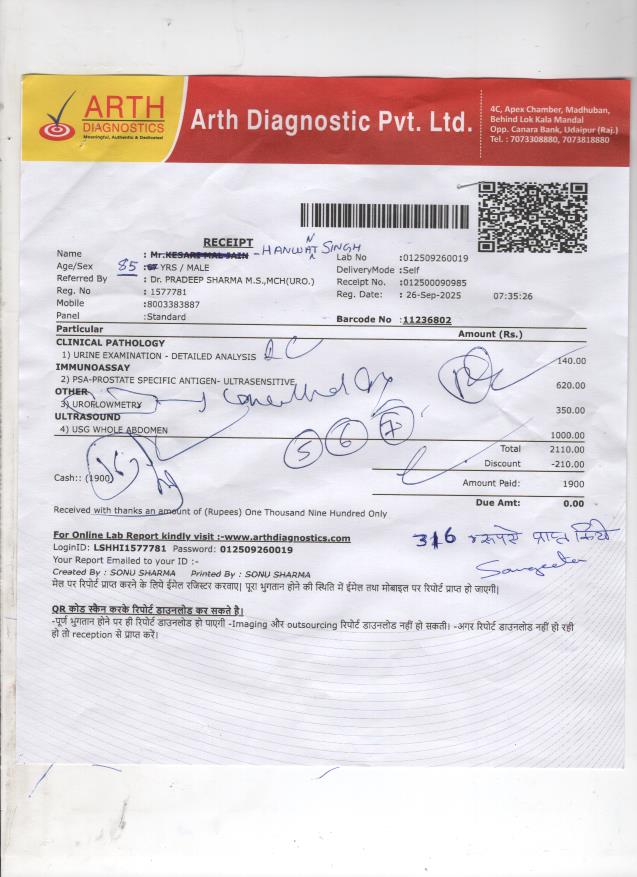 ARTH
DIAGNOSTICS
Meaningful, Authentic & Dedicated
Arth Diagnostic Pvt. Ltd.
4C, Apex Chamber, Madhuban,
Behind Lok Kala Mandal
Opp. Canara Bank, Udaipur (Raj.)
Tel. : 7073308880, 7073818880
RECEIPT
Name : Mr.KESARI MAL JAIN - HANWANT SINGH
Lab No :012509260019
Age/Sex 85 : YRS / MALE
DeliveryMode :Self
Referred By : Dr. PRADEEP SHARMA M.S.,MCH(URO.)
Receipt No. :012500090985
Reg. No : 1577781
Reg. Date: : 26-Sep-2025 07:35:26
Mobile :8003383887
Panel :Standard
Barcode No :11236802
Particular Amount (Rs.)
CLINICAL PATHOLOGY
1) URINE EXAMINATION - DETAILED ANALYSIS 140.00
IMMUNOASSAY
2) PSA-PROSTATE SPECIFIC ANTIGEN- ULTRASENSITIVE 620.00
OTHER
3) UROFLOWMETRY 350.00
ULTRASOUND
4) USG WHOLE ABDOMEN 1000.00
5 6 7
Total 2110.00
Discount -210.00
Cash:: (1900)
Amount Paid: 1900
Due Amt: 0.00
Received with thanks an amount of (Rupees) One Thousand Nine Hundred Only
For Online Lab Report kindly visit :-www.arthdiagnostics.com
316 रूपये प्राप्त किये
LoginID: LSHHI1577781 Password: 012509260019
Your Report Emailed to your ID :-
Sangeeta
Created By : SONU SHARMA Printed By : SONU SHARMA
मेल पर रिपोर्ट प्राप्त करने के लिये ईमेल रजिस्टर करवाए। पूरा भुगतान होने की स्थिति में ईमेल तथा मोबाइल पर रिपोर्ट प्राप्त हो जाएगी।
QR कोड स्कैन करके रिपोर्ट डाउनलोड कर सकते है।
-पूर्ण भुगतान होने पर ही रिपोर्ट डाउनलोड हो पाएगी -Imaging और outsourcing रिपोर्ट डाउनलोड नहीं हो सकती। -अगर रिपोर्ट डाउनलोड नहीं हो रही
हो तो reception से प्राप्त करें।